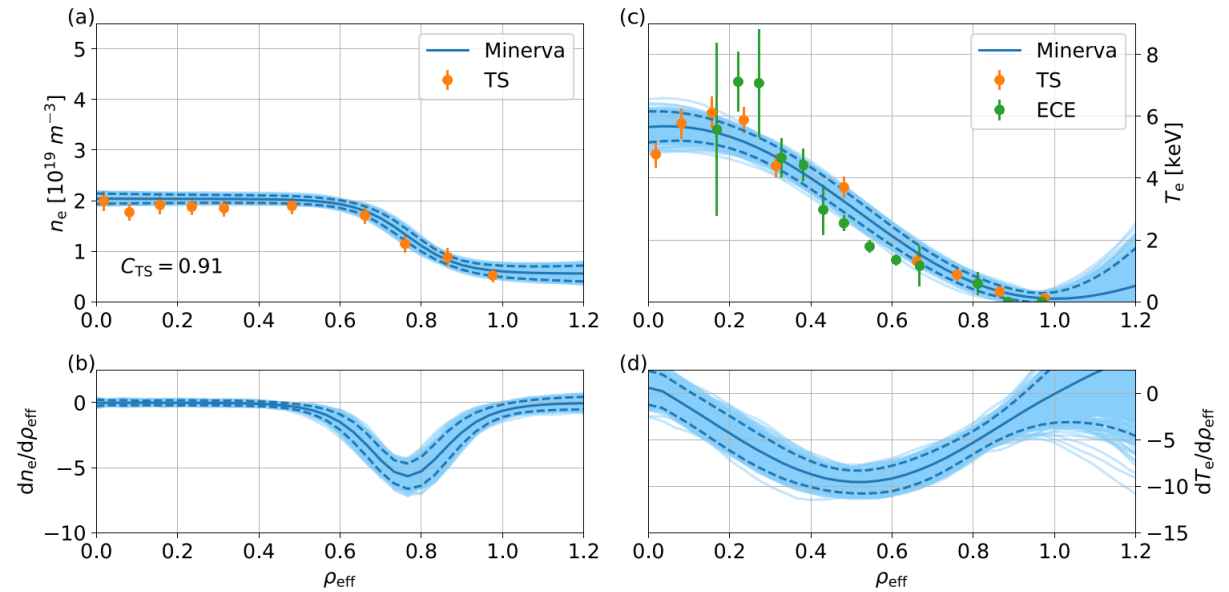 (a)
5
4
3
2
1
0
n_e [10^19 m^−3]
Minerva
TS
C_TS = 0.91
0.0 0.2 0.4 0.6 0.8 1.0 1.2
(c)
8
6
4
2
0
T_e [keV]
Minerva
TS
ECE
0.0 0.2 0.4 0.6 0.8 1.0 1.2
(b)
0
−5
−10
dn_e/dρ_eff
0.0 0.2 0.4 0.6 0.8 1.0 1.2
ρ_eff
(d)
0
−5
−10
−15
dT_e/dρ_eff
0.0 0.2 0.4 0.6 0.8 1.0 1.2
ρ_eff